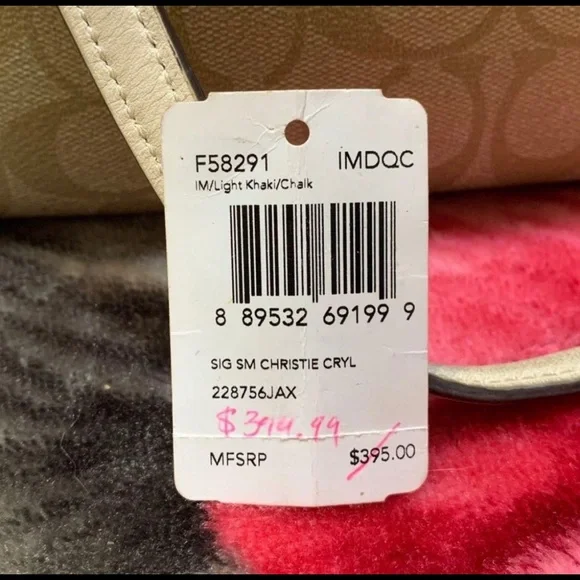 F58291 IMDQC
IM/Light Khaki/Chalk
8 89532 69199 9
SIG SM CHRISTIE CRYL
228756JAX
MFSRP $395.00